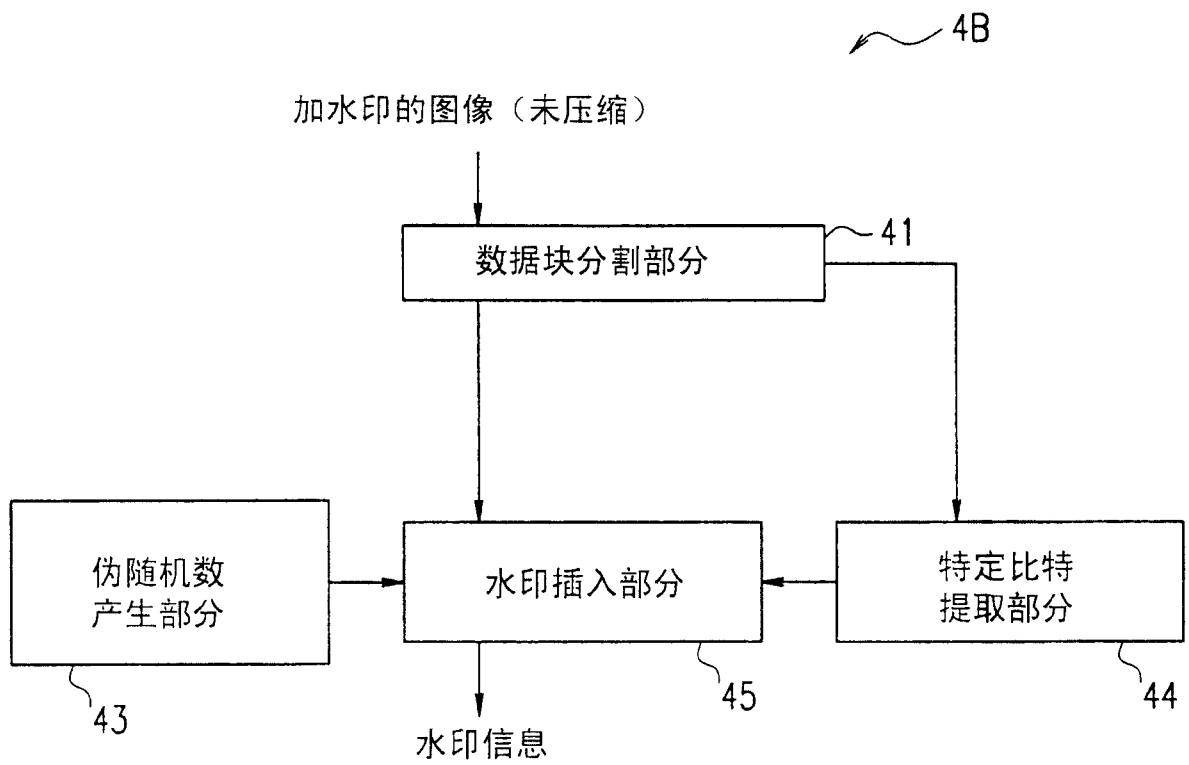 4B
加水印的图像（未压缩）
41
数据块分割部分
伪随机数
产生部分
水印插入部分
特定比特
提取部分
43
45
44
水印信息